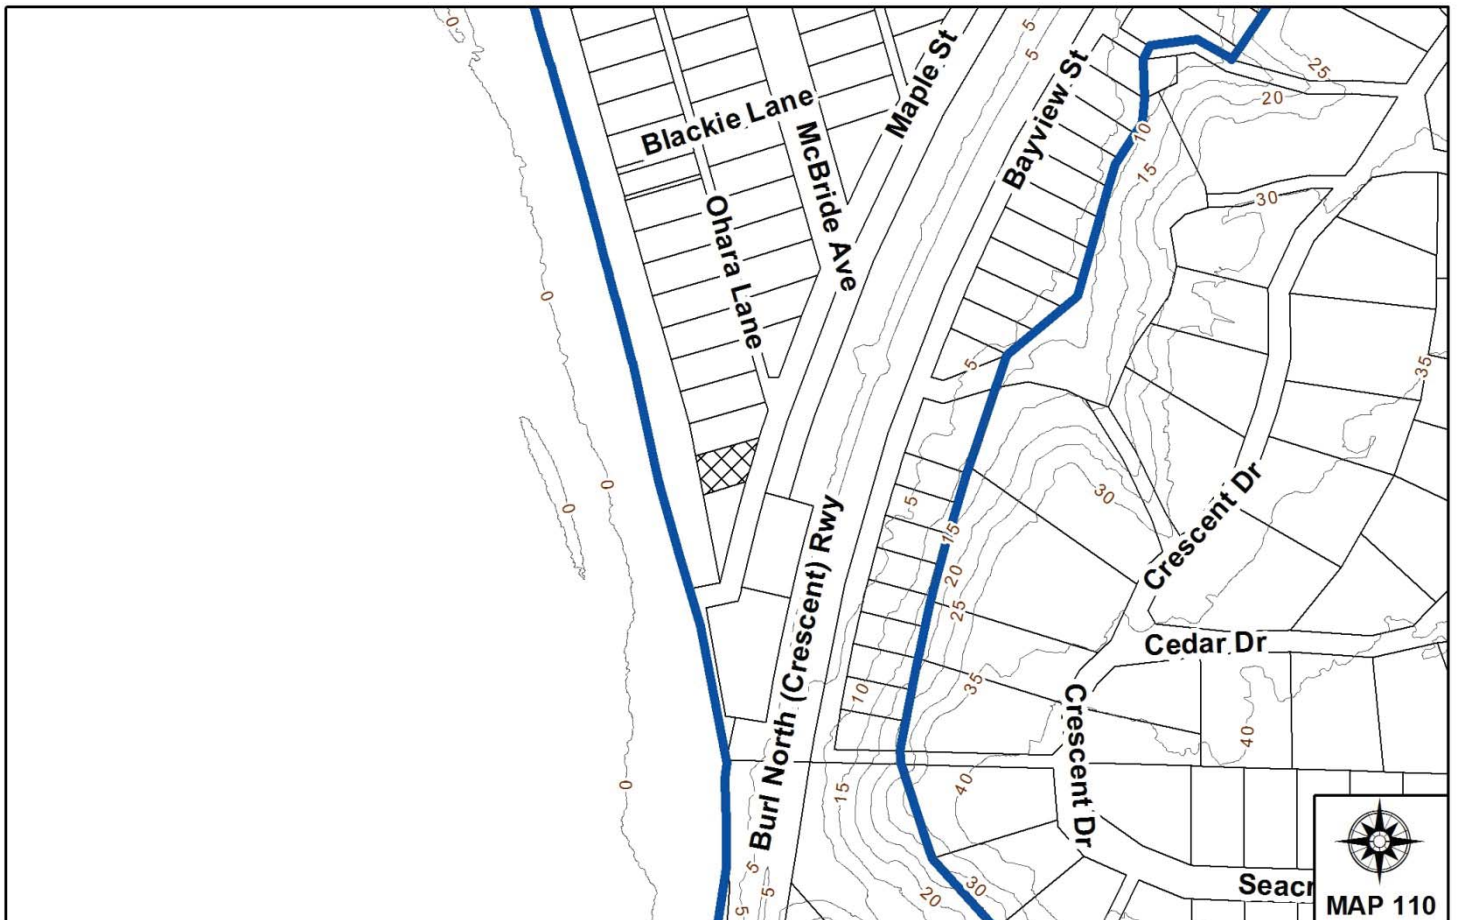 0
5
5
Maple St
Bayview St
25
20
Blackie Lane
McBride Ave
10
15
30
Ohara Lane
0
5
35
0
0
5
30
Crescent Dr
15
20
25
Burl North (Crescent) Rwy
Cedar Dr
35
10
Crescent Dr
40
0
15
40
5
5
5
20
30
Seacr
MAP 110